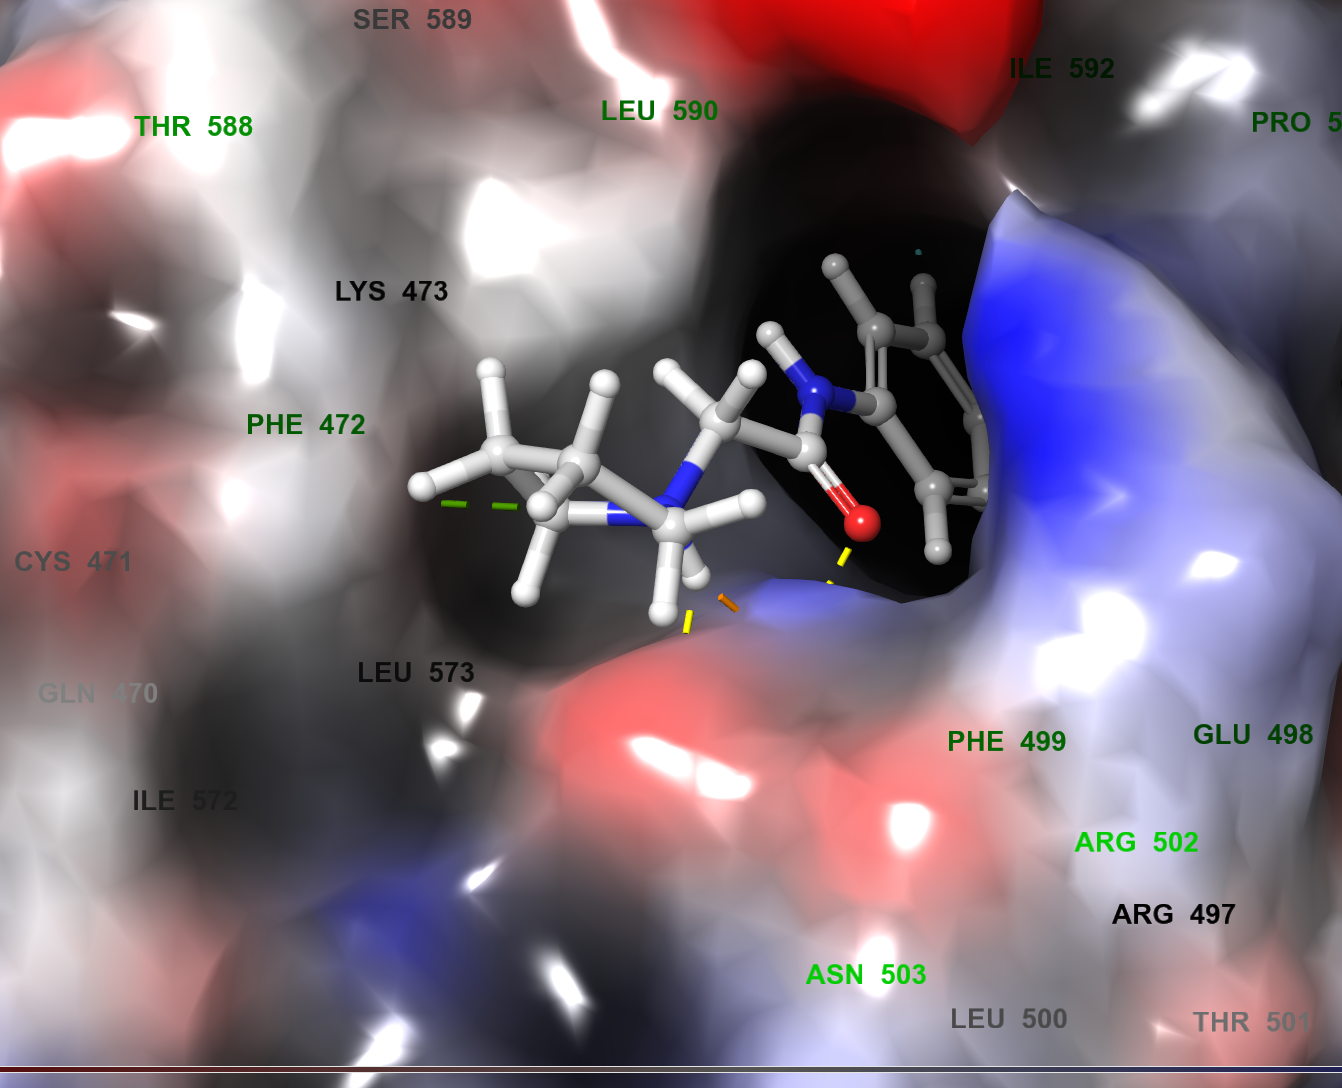 SER 589
ILE 592
LEU 590
PRO 5
THR 588
LYS 473
PHE 472
CYS 471
LEU 573
GLN 470
GLU 498
PHE 499
ILE 572
ARG 502
ARG 497
ASN 503
LEU 500
THR 501